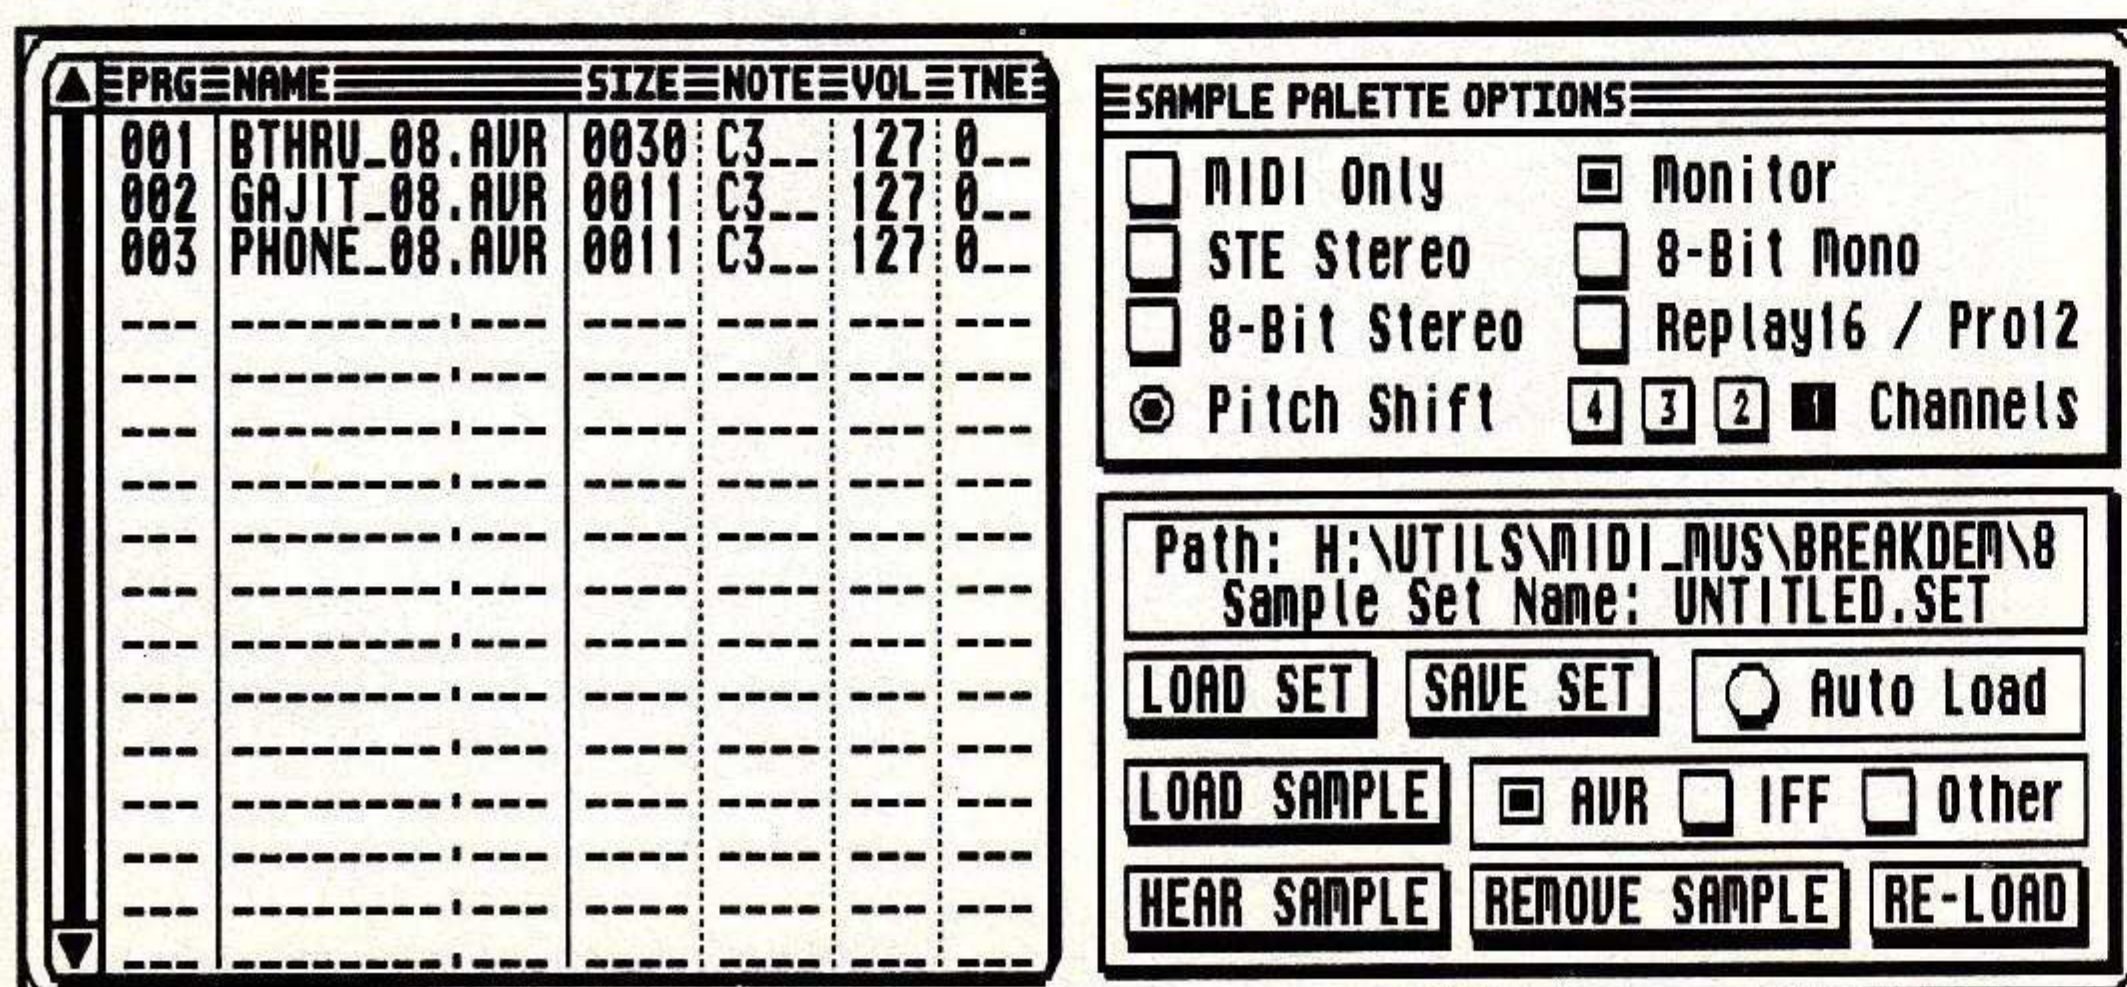 PRG NAME SIZE NOTE VOL TNE
001 BTHRU_08.AVR 0030 C3__ 127 0__
002 GAJIT_08.AVR 0011 C3__ 127 0__
003 PHONE_08.AVR 0011 C3__ 127 0__
SAMPLE PALETTE OPTIONS
MIDI Only Monitor
STE Stereo 8-Bit Mono
8-Bit Stereo Replay16 / Pro12
Pitch Shift 4 3 2 1 Channels
Path: H:\UTILS\MIDI_MUS\BREAKDEM\8
Sample Set Name: UNTITLED.SET
LOAD SET SAVE SET Auto Load
LOAD SAMPLE AVR IFF Other
HEAR SAMPLE REMOVE SAMPLE RE-LOAD